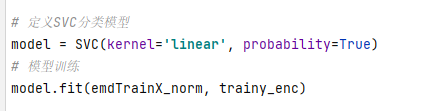 # 定义SVC分类模型
model = SVC(kernel='linear', probability=True)
# 模型训练
model.fit(emdTrainX_norm, trainy_enc)